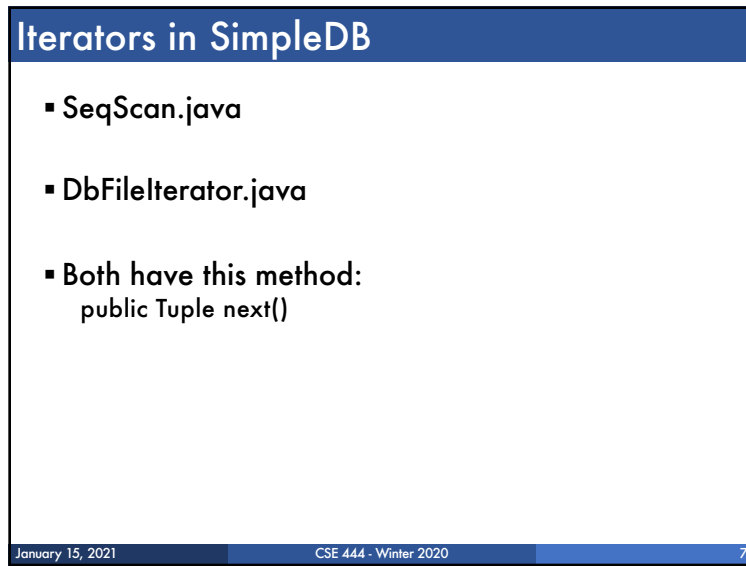 Iterators in SimpleDB
▪ SeqScan.java
▪ DbFileIterator.java
▪ Both have this method:
public Tuple next()
January 15, 2021
CSE 444 - Winter 2020
7